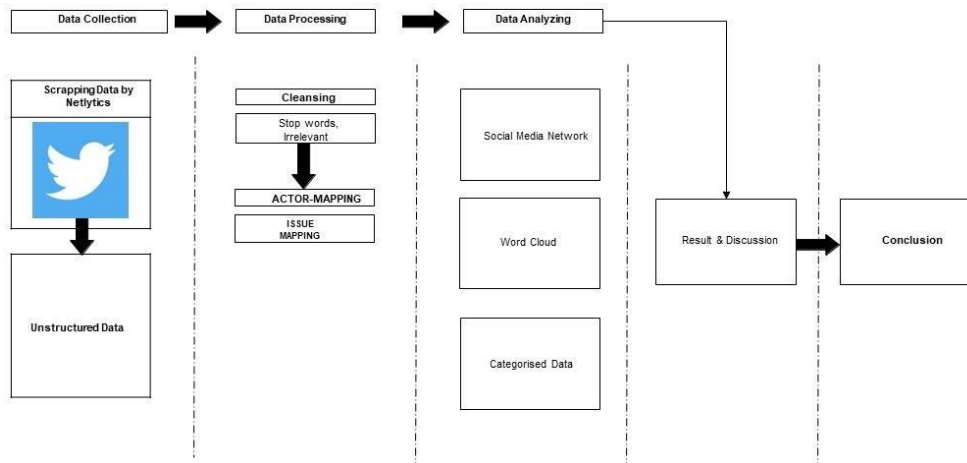 Data Collection
Data Processing
Data Analyzing
Scrapping Data by
Netlytics
Unstructured Data
Cleansing
Stop words,
Irrelevant
ACTOR-MAPPING
ISSUE
MAPPING
Social Media Network
Word Cloud
Categorised Data
Result & Discussion
Conclusion